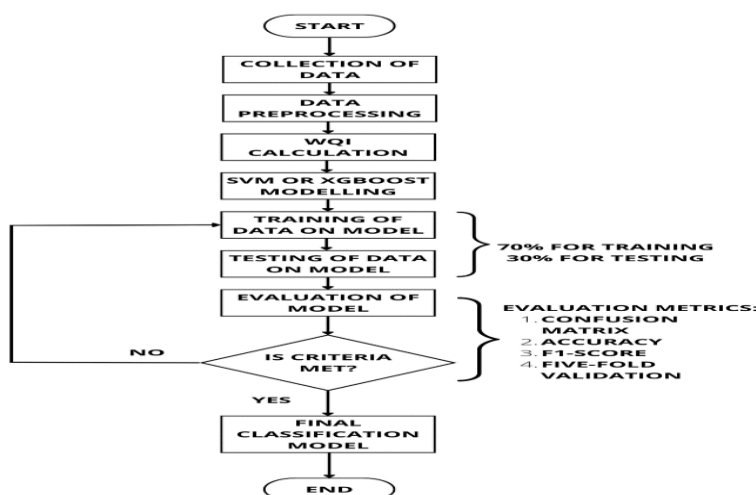 START
COLLECTION OF
DATA
DATA
PREPROCESSING
WQI
CALCULATION
SVM OR XGBOOST
MODELLING
TRAINING OF
DATA ON MODEL
TESTING OF DATA
ON MODEL
70% FOR TRAINING
30% FOR TESTING
EVALUATION OF
MODEL
EVALUATION METRICS:
1. CONFUSION
MATRIX
2. ACCURACY
3. F1-SCORE
4. FIVE-FOLD
VALIDATION
IS CRITERIA
MET?
NO
YES
FINAL
CLASSIFICATION
MODEL
END